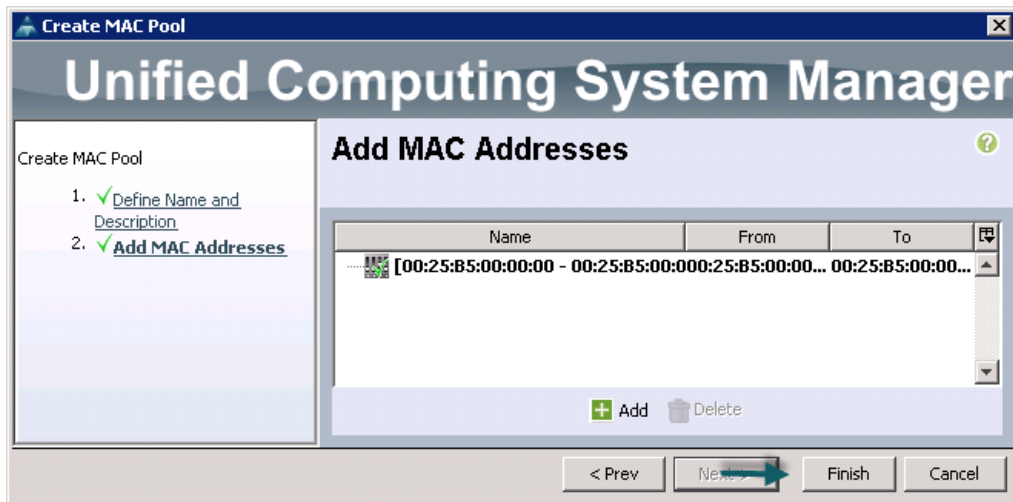 Create MAC Pool
Unified Computing System Manager
Create MAC Pool
1. Define Name and
Description
2. Add MAC Addresses
Add MAC Addresses
Name From To
[00:25:B5:00:00:00 - 00:25:B5:00:000:25:B5:00:00... 00:25:B5:00:00...
Add Delete
< Prev Next > Finish Cancel